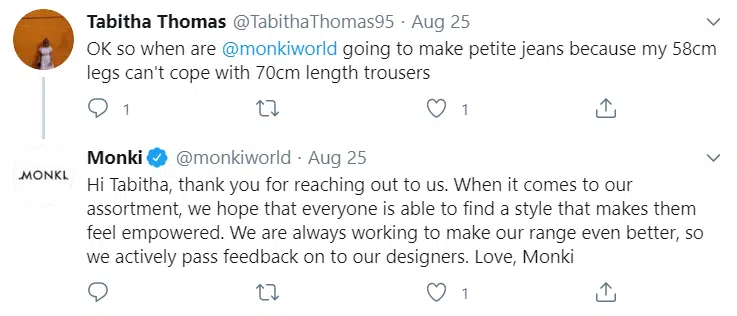 Tabitha Thomas @TabithaThomas95 · Aug 25
OK so when are @monkiworld going to make petite jeans because my 58cm
legs can't cope with 70cm length trousers
1 1
Monki @monkiworld · Aug 25
MONKI
Hi Tabitha, thank you for reaching out to us. When it comes to our
assortment, we hope that everyone is able to find a style that makes them
feel empowered. We are always working to make our range even better, so
we actively pass feedback on to our designers. Love, Monki
1